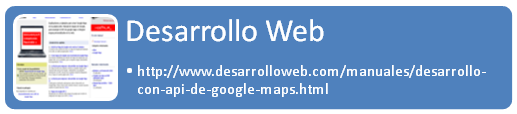 Desarrollo Web
• http://www.desarrolloweb.com/manuales/desarrollo-
con-api-de-google-maps.html